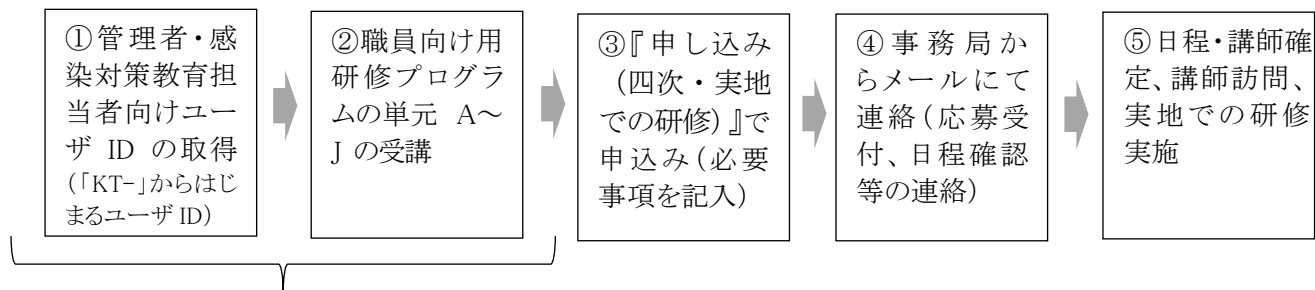 ①管理者・感
染対策教育担
当者向けユー
ザ ID の取得
（「KT-」からはじ
まるユーザ ID）
②職員向け用
研修プログラ
ムの単元 A～
J の受講
③『申し込み
（四次・実地
での研修）』で
申込み（必要
事項を記入）
④事務局か
らメールにて
連絡（応募受
付、日程確認
等の連絡）
⑤日程・講師確
定、講師訪問、
実地での研修
実施